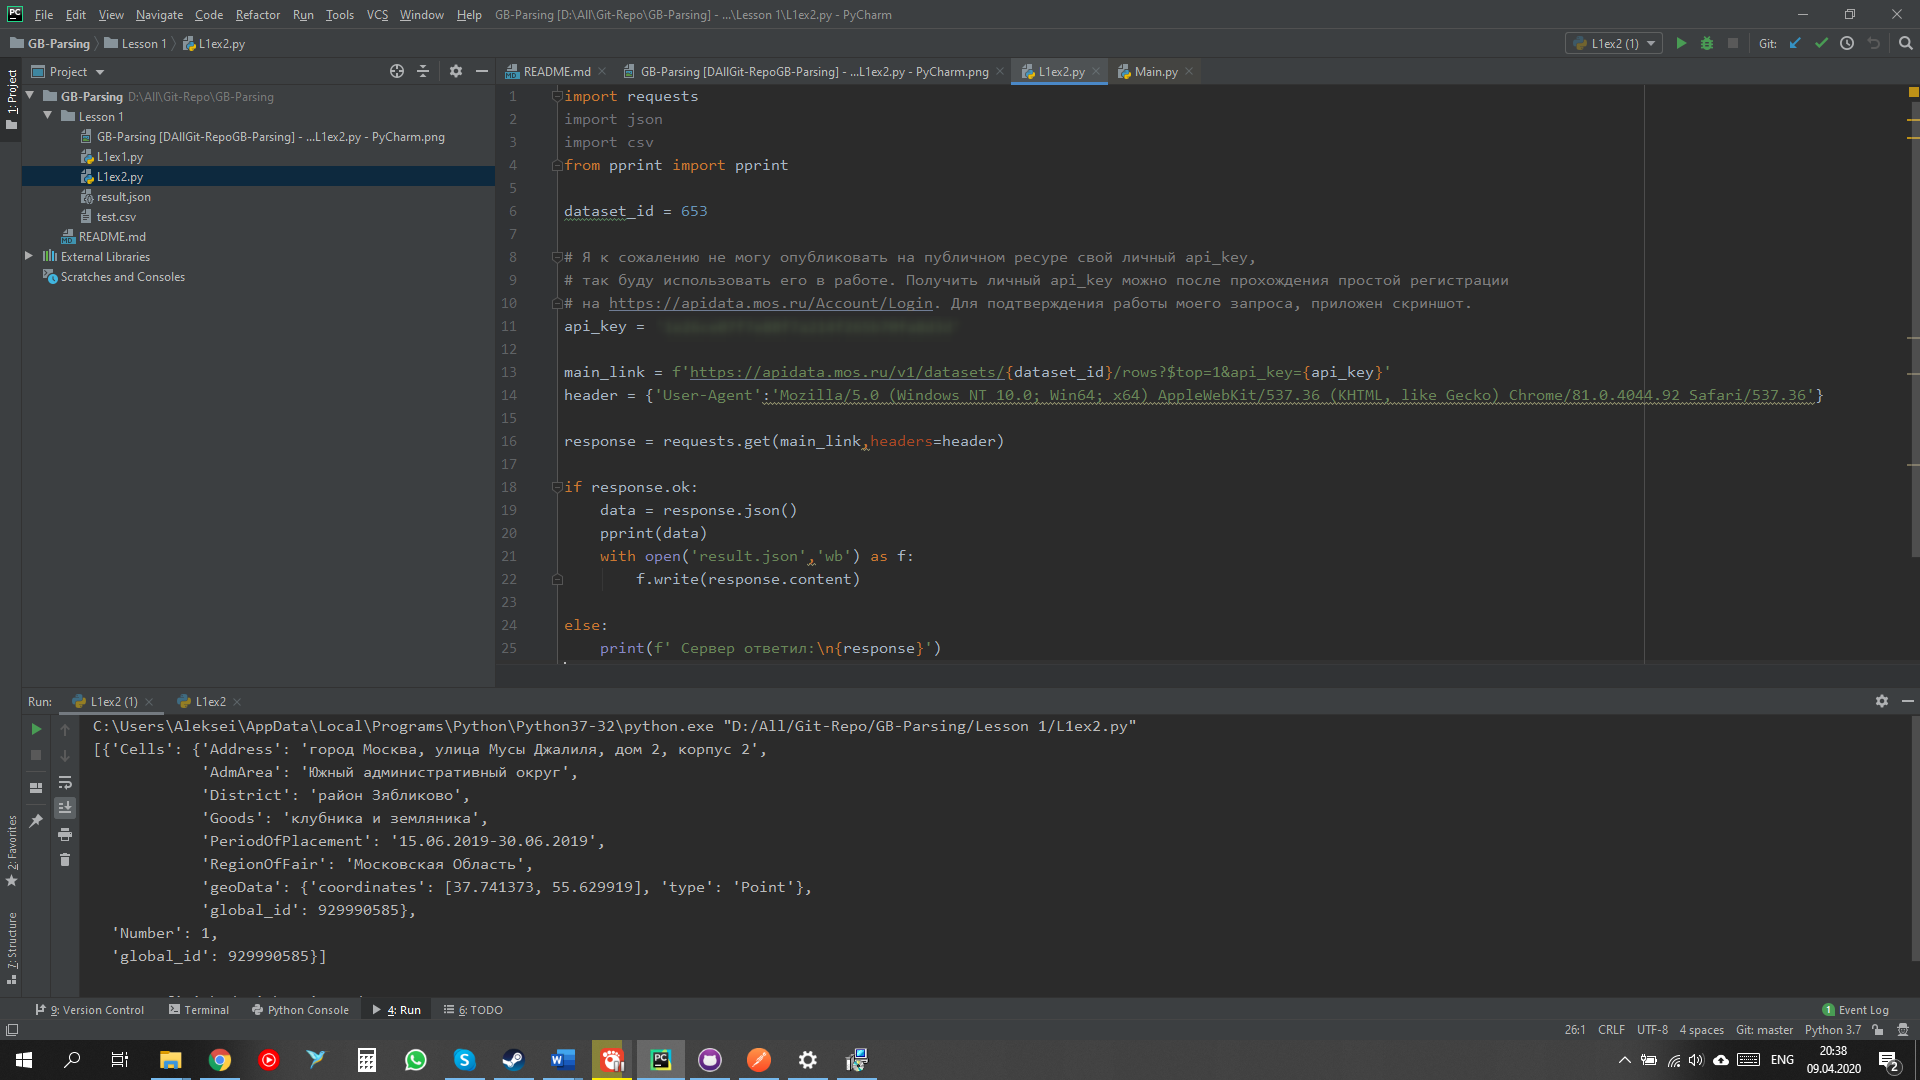 File Edit View Navigate Code Refactor Run Tools VCS Window Help GB-Parsing [D:\All\Git-Repo\GB-Parsing] - ...\Lesson 1\L1ex2.py - PyCharm
GB-Parsing Lesson 1 L1ex2.py
L1ex2 (1) Git:
1: Project
Project
README.md GB-Parsing [DAllGit-RepoGB-Parsing] - ...L1ex2.py - PyCharm.png L1ex2.py Main.py
GB-Parsing D:\All\Git-Repo\GB-Parsing
Lesson 1
GB-Parsing [DAllGit-RepoGB-Parsing] - ...L1ex2.py - PyCharm.png
L1ex1.py
L1ex2.py
result.json
test.csv
README.md
External Libraries
Scratches and Consoles
1 import requests
2 import json
3 import csv
4 from pprint import pprint
5
6 dataset_id = 653
7
8 # Я к сожалению не могу опубликовать на публичном ресуре свой личный api_key,
9 # так буду использовать его в работе. Получить личный api_key можно после прохождения простой регистрации
10 # на https://apidata.mos.ru/Account/Login. Для подтверждения работы моего запроса, приложен скриншот.
11 api_key =
12
13 main_link = f'https://apidata.mos.ru/v1/datasets/{dataset_id}/rows?$top=1&api_key={api_key}'
14 header = {'User-Agent':'Mozilla/5.0 (Windows NT 10.0; Win64; x64) AppleWebKit/537.36 (KHTML, like Gecko) Chrome/81.0.4044.92 Safari/537.36'}
15
16 response = requests.get(main_link,headers=header)
17
18 if response.ok:
19 data = response.json()
20 pprint(data)
21 with open('result.json','wb') as f:
22 f.write(response.content)
23
24 else:
25 print(f' Сервер ответил:\n{response}')
Run: L1ex2 (1) L1ex2
C:\Users\Aleksei\AppData\Local\Programs\Python\Python37-32\python.exe "D:/All/Git-Repo/GB-Parsing/Lesson 1/L1ex2.py"
[{'Cells': {'Address': 'город Москва, улица Мусы Джалиля, дом 2, корпус 2',
'AdmArea': 'Южный административный округ',
'District': 'район Зябликово',
'Goods': 'клубника и земляника',
'PeriodOfPlacement': '15.06.2019-30.06.2019',
'RegionOfFair': 'Московская Область',
'geoData': {'coordinates': [37.741373, 55.629919], 'type': 'Point'},
'global_id': 929990585},
'Number': 1,
'global_id': 929990585}]
2: Favorites
7: Structure
9: Version Control Terminal Python Console 4: Run 6: TODO 1 Event Log
26:1 CRLF UTF-8 4 spaces Git: master Python 3.7
ENG 20:38
09.04.2020 2